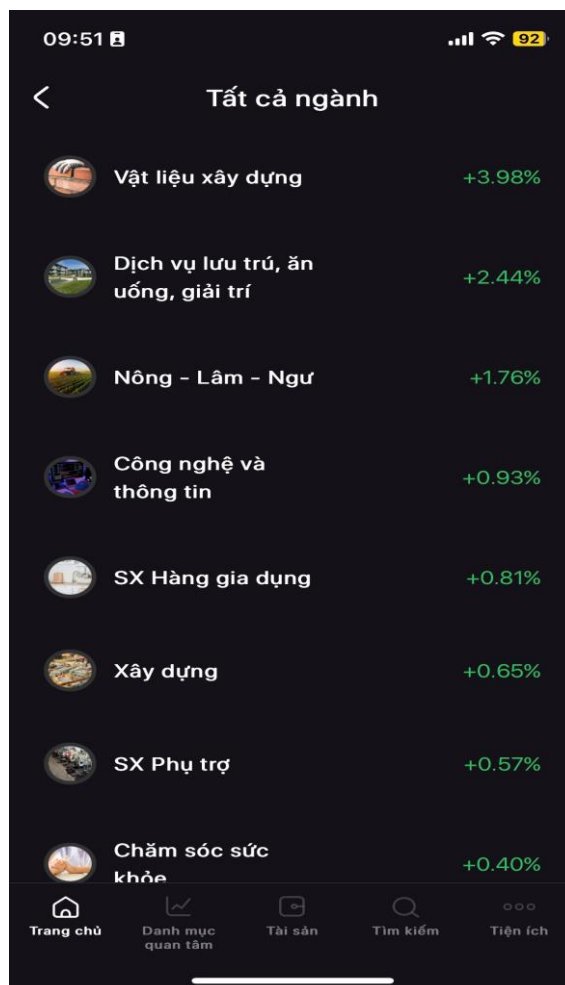 09:51
92
Tất cả ngành
Vật liệu xây dựng
+3.98%
Dịch vụ lưu trú, ăn
uống, giải trí
+2.44%
Nông - Lâm - Ngư
+1.76%
Công nghệ và
thông tin
+0.93%
SX Hàng gia dụng
+0.81%
Xây dựng
+0.65%
SX Phụ trợ
+0.57%
Chăm sóc sức
khỏe
+0.40%
Trang chủ
Danh mục
quan tâm
Tài sản
Tìm kiếm
Tiện ích